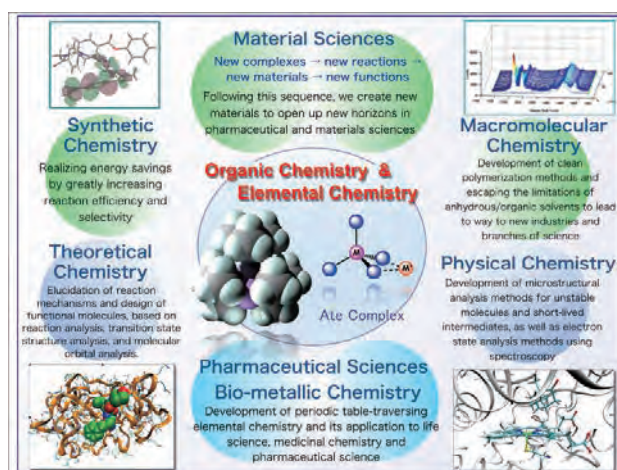 Material Sciences
New complexes → new reactions →
new materials → new functions
Following this sequence, we create new
materials to open up new horizons in
pharmaceutical and materials sciences
Synthetic
Chemistry
Realizing energy savings
by greatly increasing
reaction efficiency and
selectivity
Macromolecular
Chemistry
Development of clean
polymerization methods and
escaping the limitations of
anhydrous/organic solvents to lead
to way to new industries and
branches of science
Organic Chemistry &
Elemental Chemistry
M
M
Ate Complex
Theoretical
Chemistry
Elucidation of reaction
mechanisms and design of
functional molecules, based on
reaction analysis, transition state
structure analysis, and molecular
orbital analysis.
Physical Chemistry
Development of microstructural
analysis methods for unstable
molecules and short-lived
intermediates, as well as electron
state analysis methods using
spectroscopy
Pharmaceutical Sciences
Bio-metallic Chemistry
Development of periodic table-traversing
elemental chemistry and its application to life
science, medicinal chemistry and
pharmaceutical science